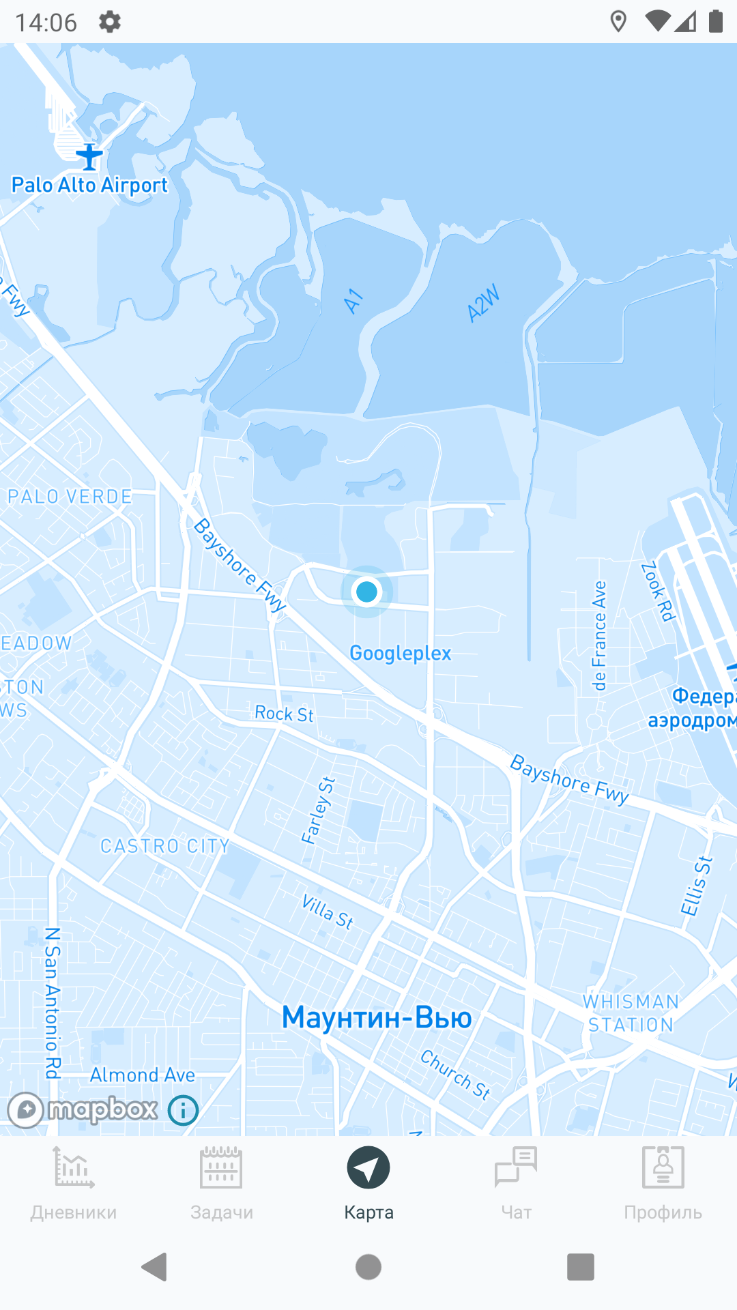 14:06
Palo Alto Airport
Fwy
A1
A2W
PALO VERDE
Bayshore Fwy
Zook Rd
de France Ave
EADOW
Googleplex
TON
WS
Федера
аэродром
Rock St
Bayshore Fwy
Farley St
CASTRO CITY
Ellis St
Villa St
N San Antonio Rd
WHISMAN
STATION
Маунтин-Вью
Almond Ave
Church St
mapbox
Дневники
Задачи
Карта
Чат
Профиль